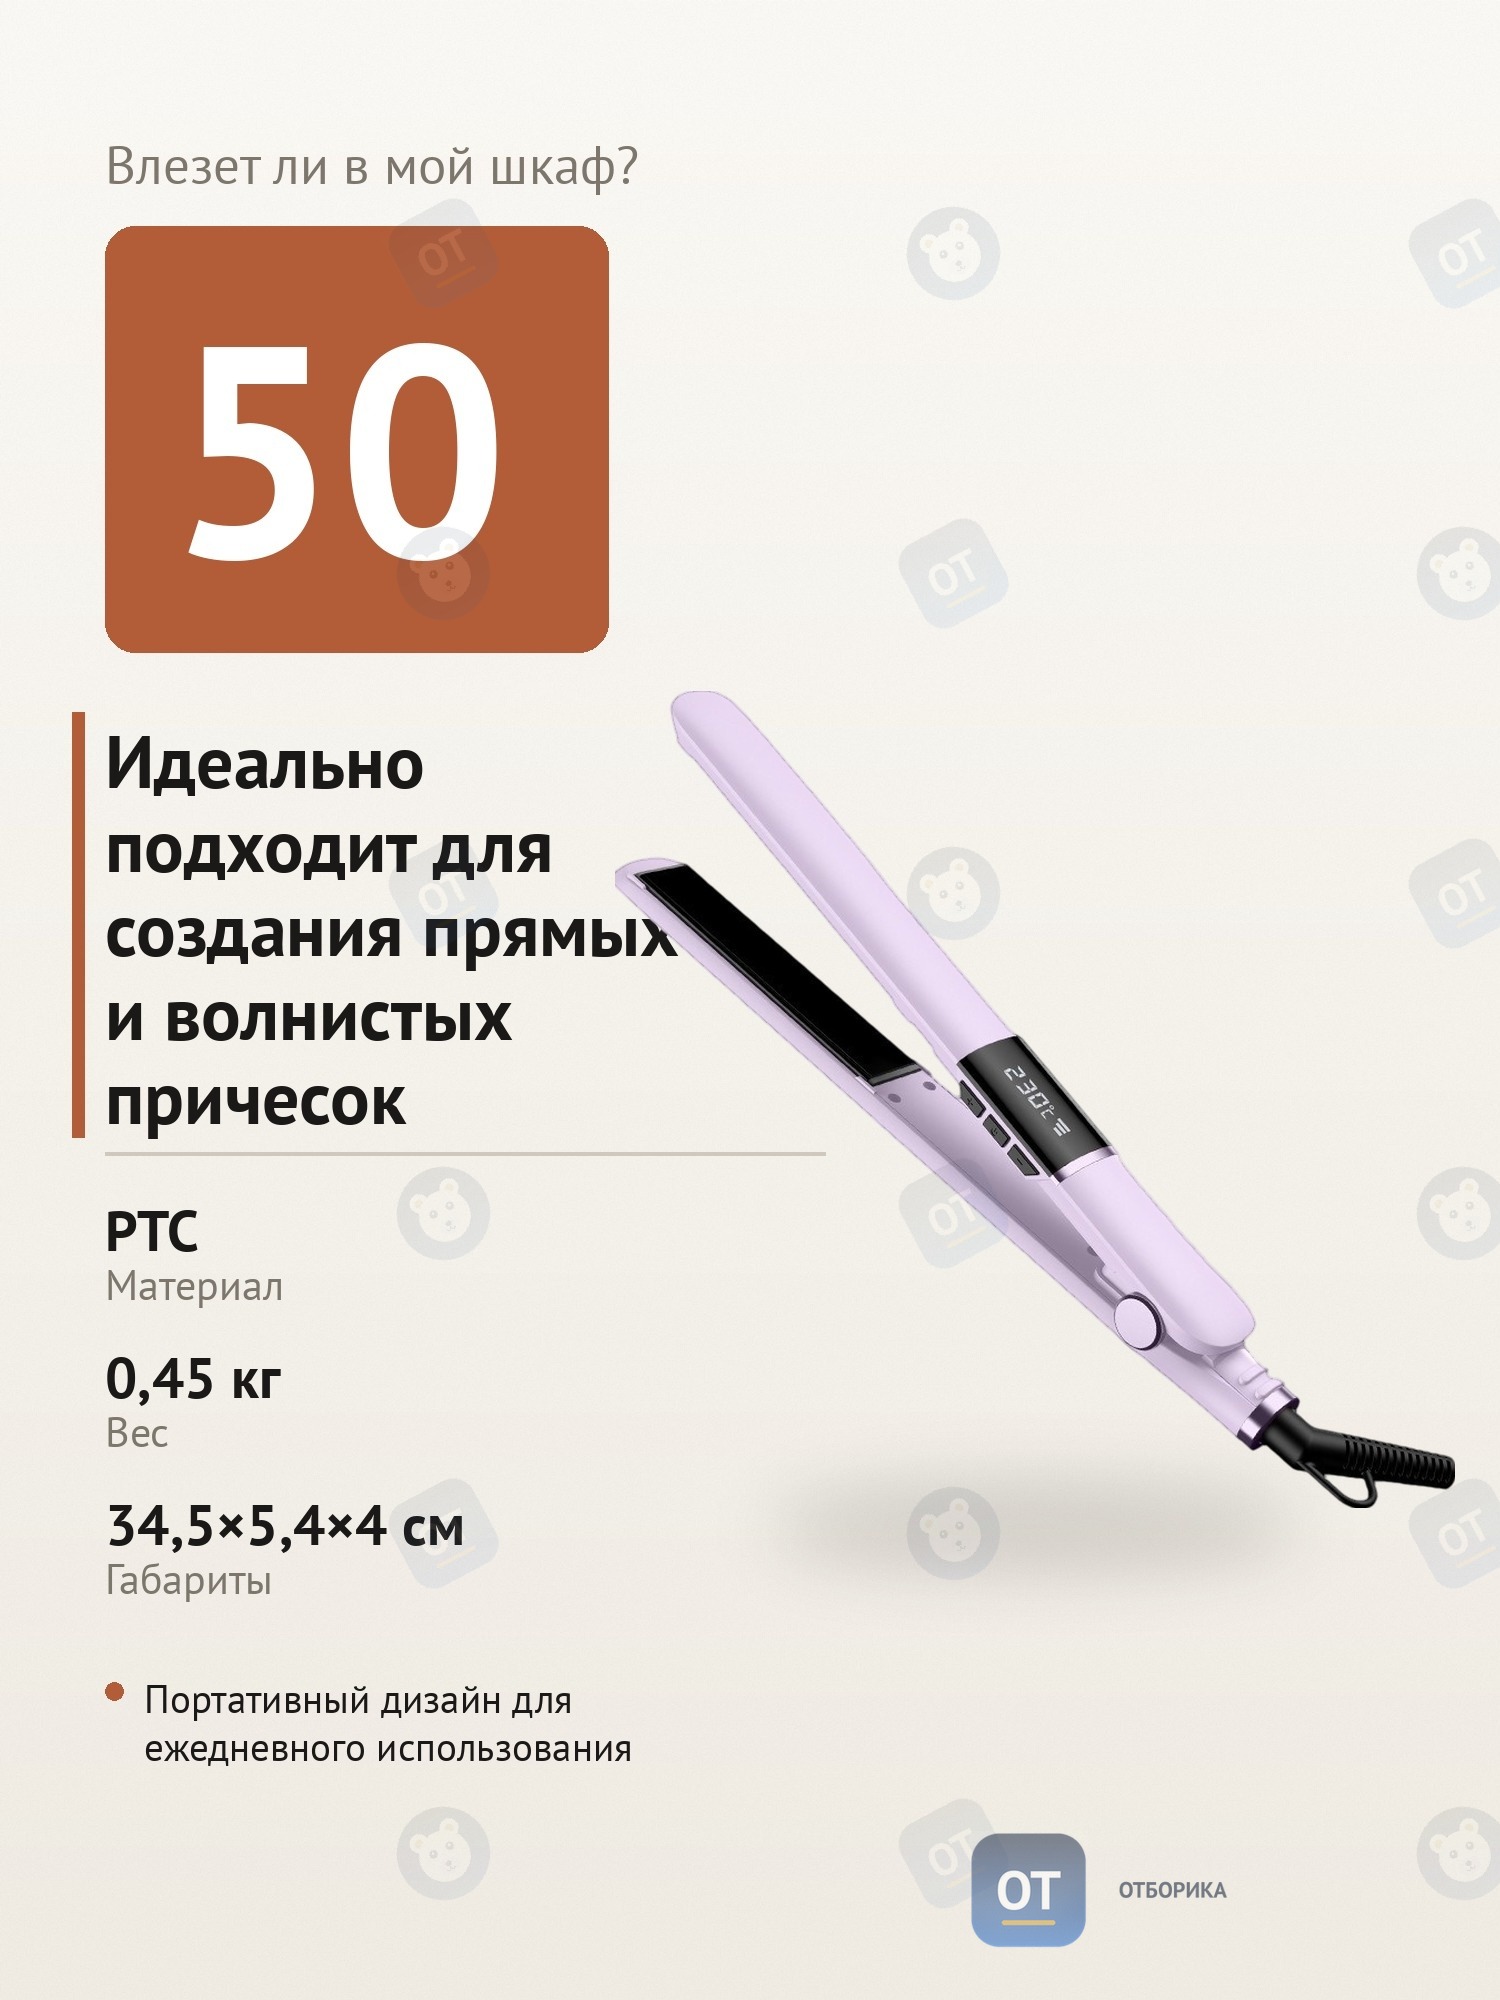 Влезет ли в мой шкаф?
50
Идеально
подходит для
создания прямых
и волнистых
причесок
PTC
Материал
0,45 кг
Вес
34,5×5,4×4 см
Габариты
Портативный дизайн для
ежедневного использования
230°C
ОТ
ОТБОРИКА